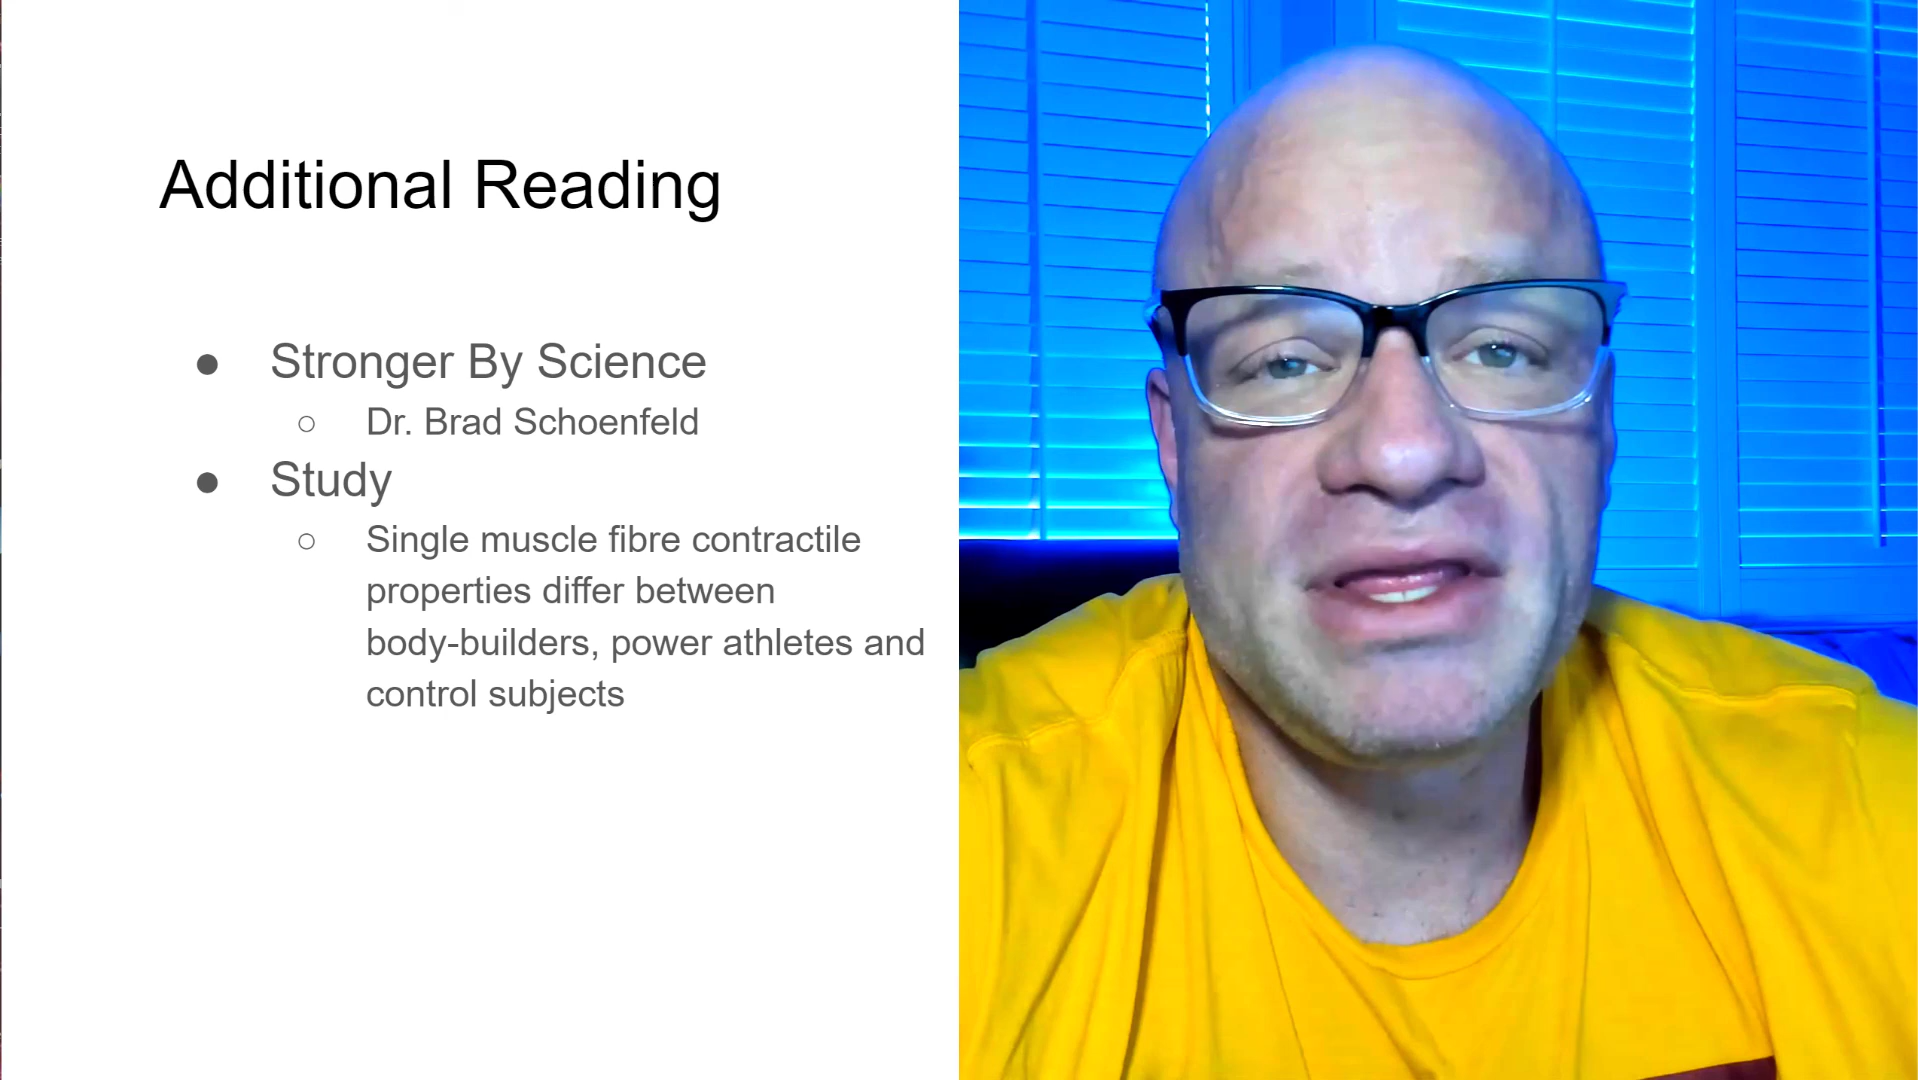 Additional Reading
● Stronger By Science
○ Dr. Brad Schoenfeld
● Study
○ Single muscle fibre contractile
properties differ between
body-builders, power athletes and
control subjects